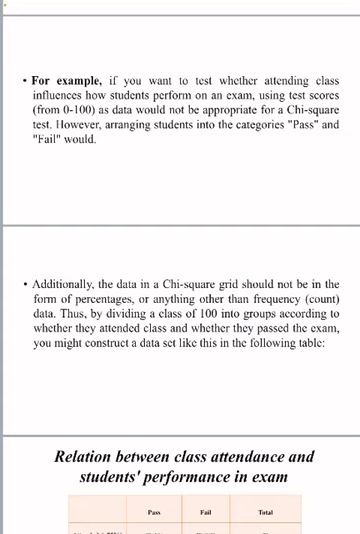 • For example, if you want to test whether attending class
influences how students perform on an exam, using test scores
(from 0-100) as data would not be appropriate for a Chi-square
test. However, arranging students into the categories "Pass" and
"Fail" would.
• Additionally, the data in a Chi-square grid should not be in the
form of percentages, or anything other than frequency (count)
data. Thus, by dividing a class of 100 into groups according to
whether they attended class and whether they passed the exam,
you might construct a data set like this in the following table:
Relation between class attendance and
students' performance in exam
Pass Fail Total